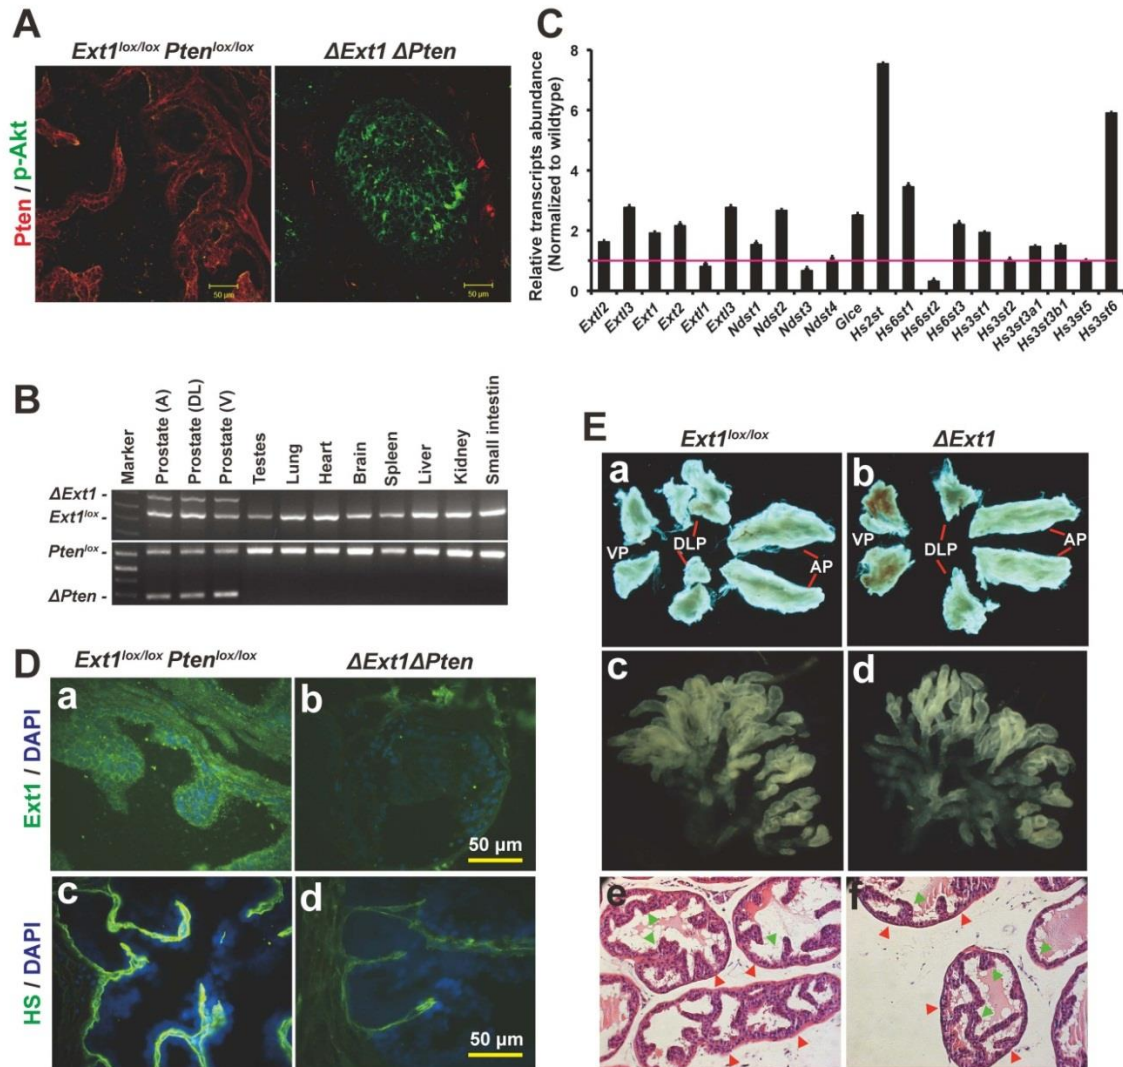 A
Ext1lox/lox Ptenlox/lox
ΔExt1 ΔPten
Pten / p-Akt
50 µm
50 µm
C
Relative transcripts abundance
(Normalized to wildtype)
8
6
4
2
0
Extl2
Extl3
Ext1
Ext2
Extl1
Extl3
Ndst1
Ndst2
Ndst3
Ndst4
Glce
Hs2st
Hs6st1
Hs6st2
Hs6st3
Hs3st1
Hs3st2
Hs3st3a1
Hs3st3b1
Hs3st5
Hs3st6
B
Marker
Prostate (A)
Prostate (DL)
Prostate (V)
Testes
Lung
Heart
Brain
Spleen
Liver
Kidney
Small intestin
ΔExt1 -
Ext1lox -
Ptenlox -
ΔPten -
D
Ext1lox/lox Ptenlox/lox
ΔExt1ΔPten
Ext1 / DAPI
a
b
50 µm
HS / DAPI
c
d
50 µm
E
Ext1lox/lox
ΔExt1
a
VP
DLP
AP
b
VP
DLP
AP
c
d
e
f